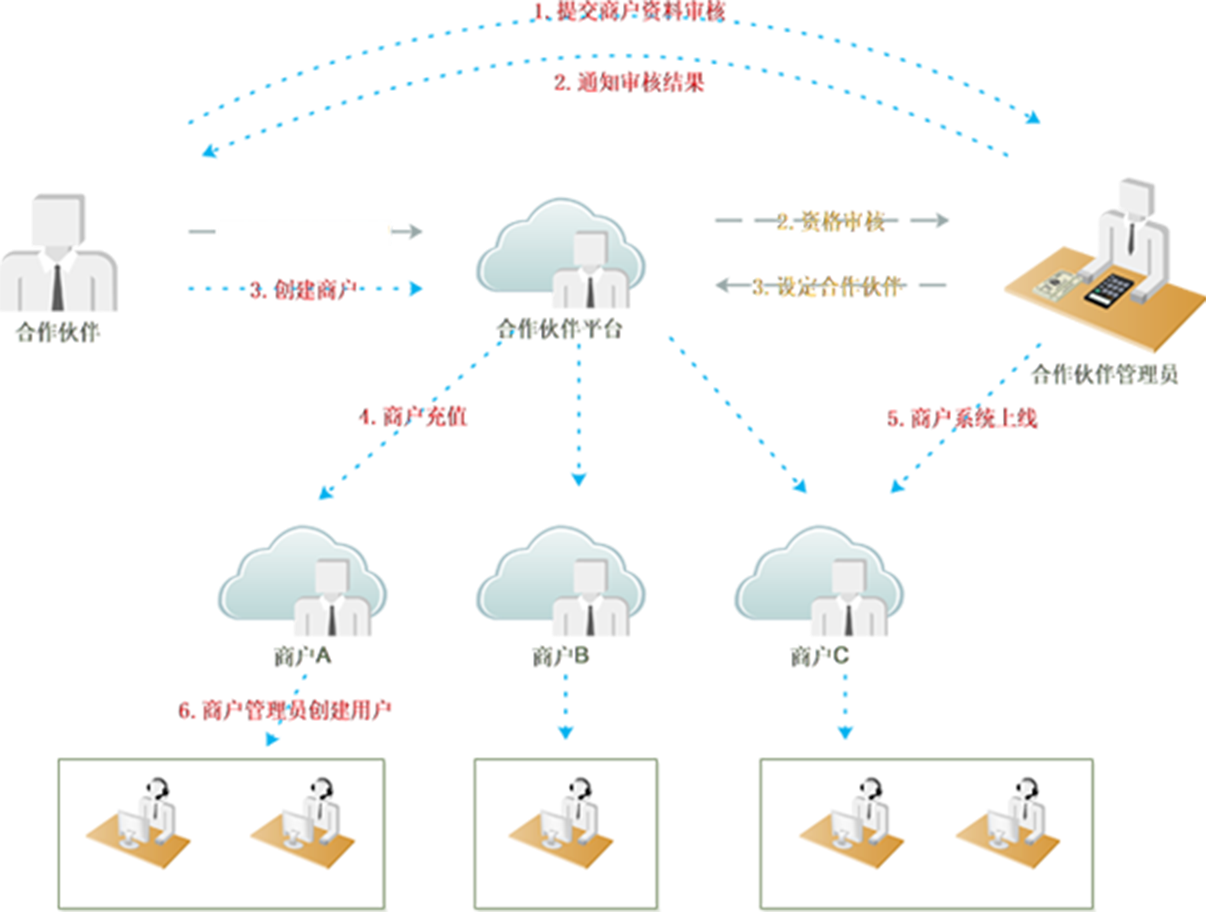 1. 提交商户资料审核
2. 通知审核结果
2. 资格审核
3. 创建商户
3. 设定合作伙伴
合作伙伴
合作伙伴平台
合作伙伴管理员
4. 商户充值
5. 商户系统上线
商户A
商户B
商户C
6. 商户管理员创建用户